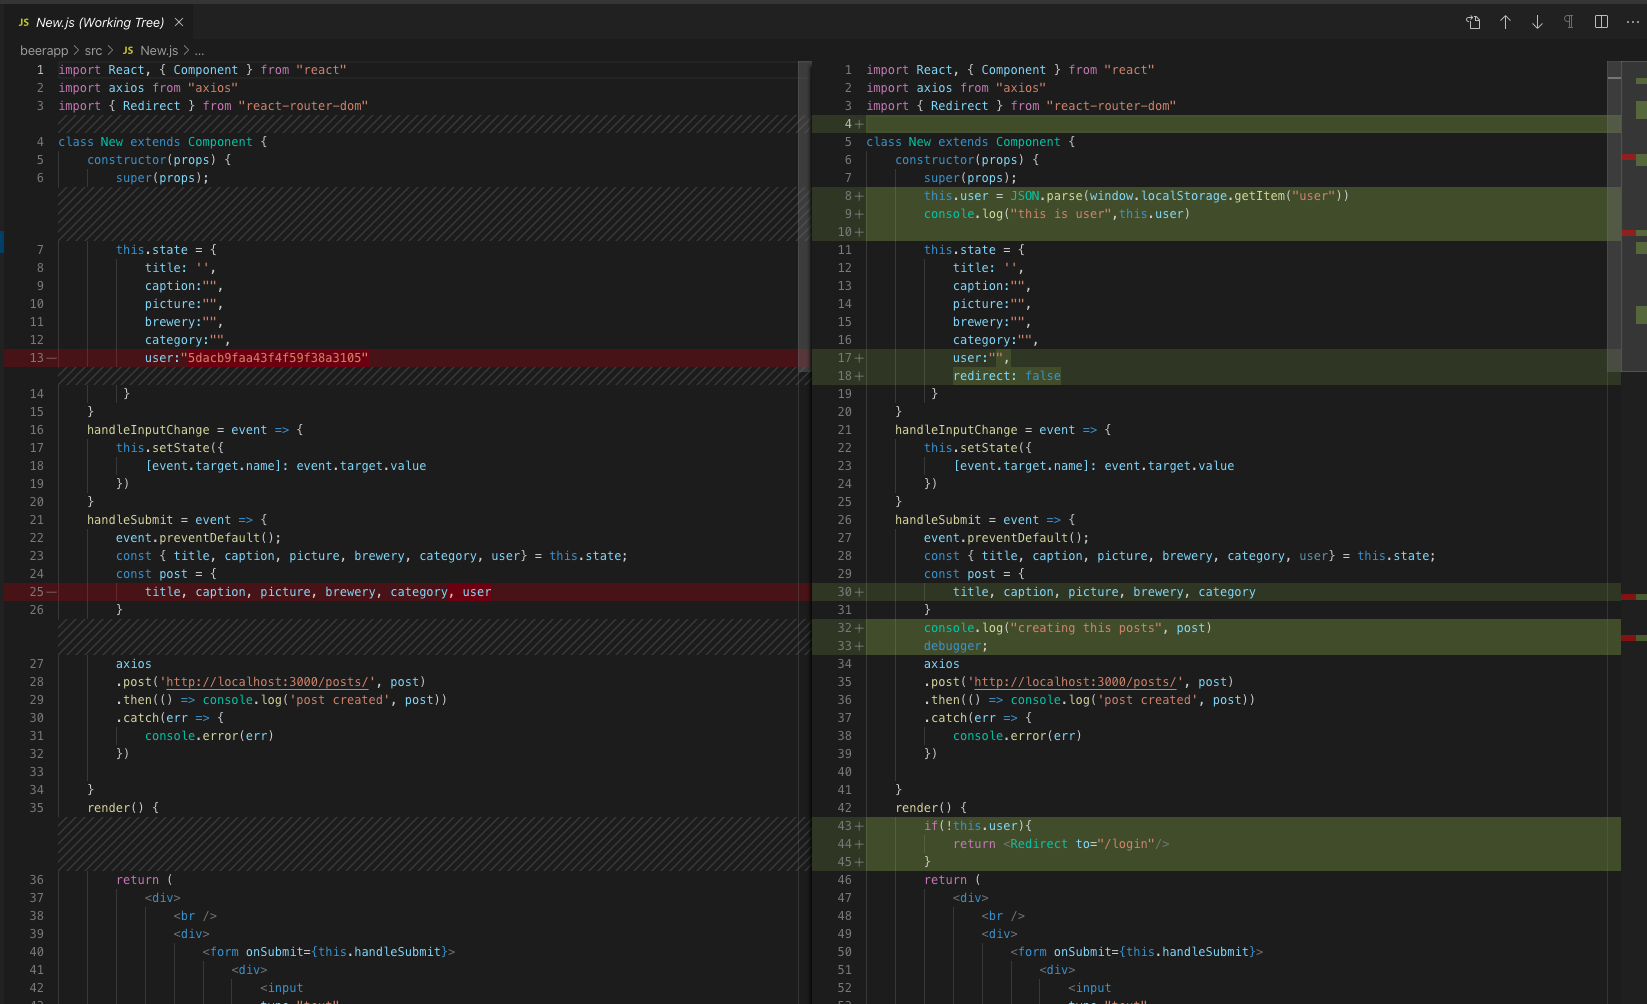 JS New.js (Working Tree) ×
beerapp > src > JS New.js > ...
1 import React, { Component } from "react"
2 import axios from "axios"
3 import { Redirect } from "react-router-dom"
4 class New extends Component {
5 constructor(props) {
6 super(props);
7 this.state = {
8 title: '',
9 caption:"",
10 picture:"",
11 brewery:"",
12 category:"",
13— user:"5dacb9faa43f4f59f38a3105"
14 }
15 }
16 handleInputChange = event => {
17 this.setState({
18 [event.target.name]: event.target.value
19 })
20 }
21 handleSubmit = event => {
22 event.preventDefault();
23 const { title, caption, picture, brewery, category, user} = this.state;
24 const post = {
25— title, caption, picture, brewery, category, user
26 }
27 axios
28 .post('http://localhost:3000/posts/', post)
29 .then(() => console.log('post created', post))
30 .catch(err => {
31 console.error(err)
32 })
33
34 }
35 render() {
36 return (
37 <div>
38 <br />
39 <div>
40 <form onSubmit={this.handleSubmit}>
41 <div>
42 <input
43 type="text"
1 import React, { Component } from "react"
2 import axios from "axios"
3 import { Redirect } from "react-router-dom"
4+
5 class New extends Component {
6 constructor(props) {
7 super(props);
8+ this.user = JSON.parse(window.localStorage.getItem("user"))
9+ console.log("this is user",this.user)
10+
11 this.state = {
12 title: '',
13 caption:"",
14 picture:"",
15 brewery:"",
16 category:"",
17+ user:"",
18+ redirect: false
19 }
20 }
21 handleInputChange = event => {
22 this.setState({
23 [event.target.name]: event.target.value
24 })
25 }
26 handleSubmit = event => {
27 event.preventDefault();
28 const { title, caption, picture, brewery, category, user} = this.state;
29 const post = {
30+ title, caption, picture, brewery, category
31 }
32+ console.log("creating this posts", post)
33+ debugger;
34 axios
35 .post('http://localhost:3000/posts/', post)
36 .then(() => console.log('post created', post))
37 .catch(err => {
38 console.error(err)
39 })
40
41 }
42 render() {
43+ if(!this.user){
44+ return <Redirect to="/login"/>
45+ }
46 return (
47 <div>
48 <br />
49 <div>
50 <form onSubmit={this.handleSubmit}>
51 <div>
52 <input
53 type="text"